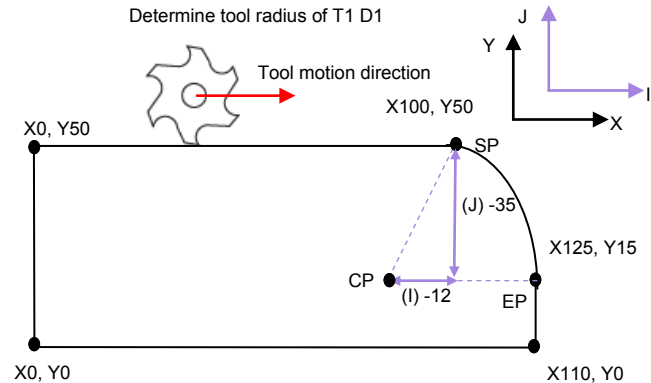 Determine tool radius of T1 D1
J
Y
Tool motion direction
I
X100, Y50
X
X0, Y50
SP
(J) -35
X125, Y15
CP
(I) -12
EP
X0, Y0
X110, Y0